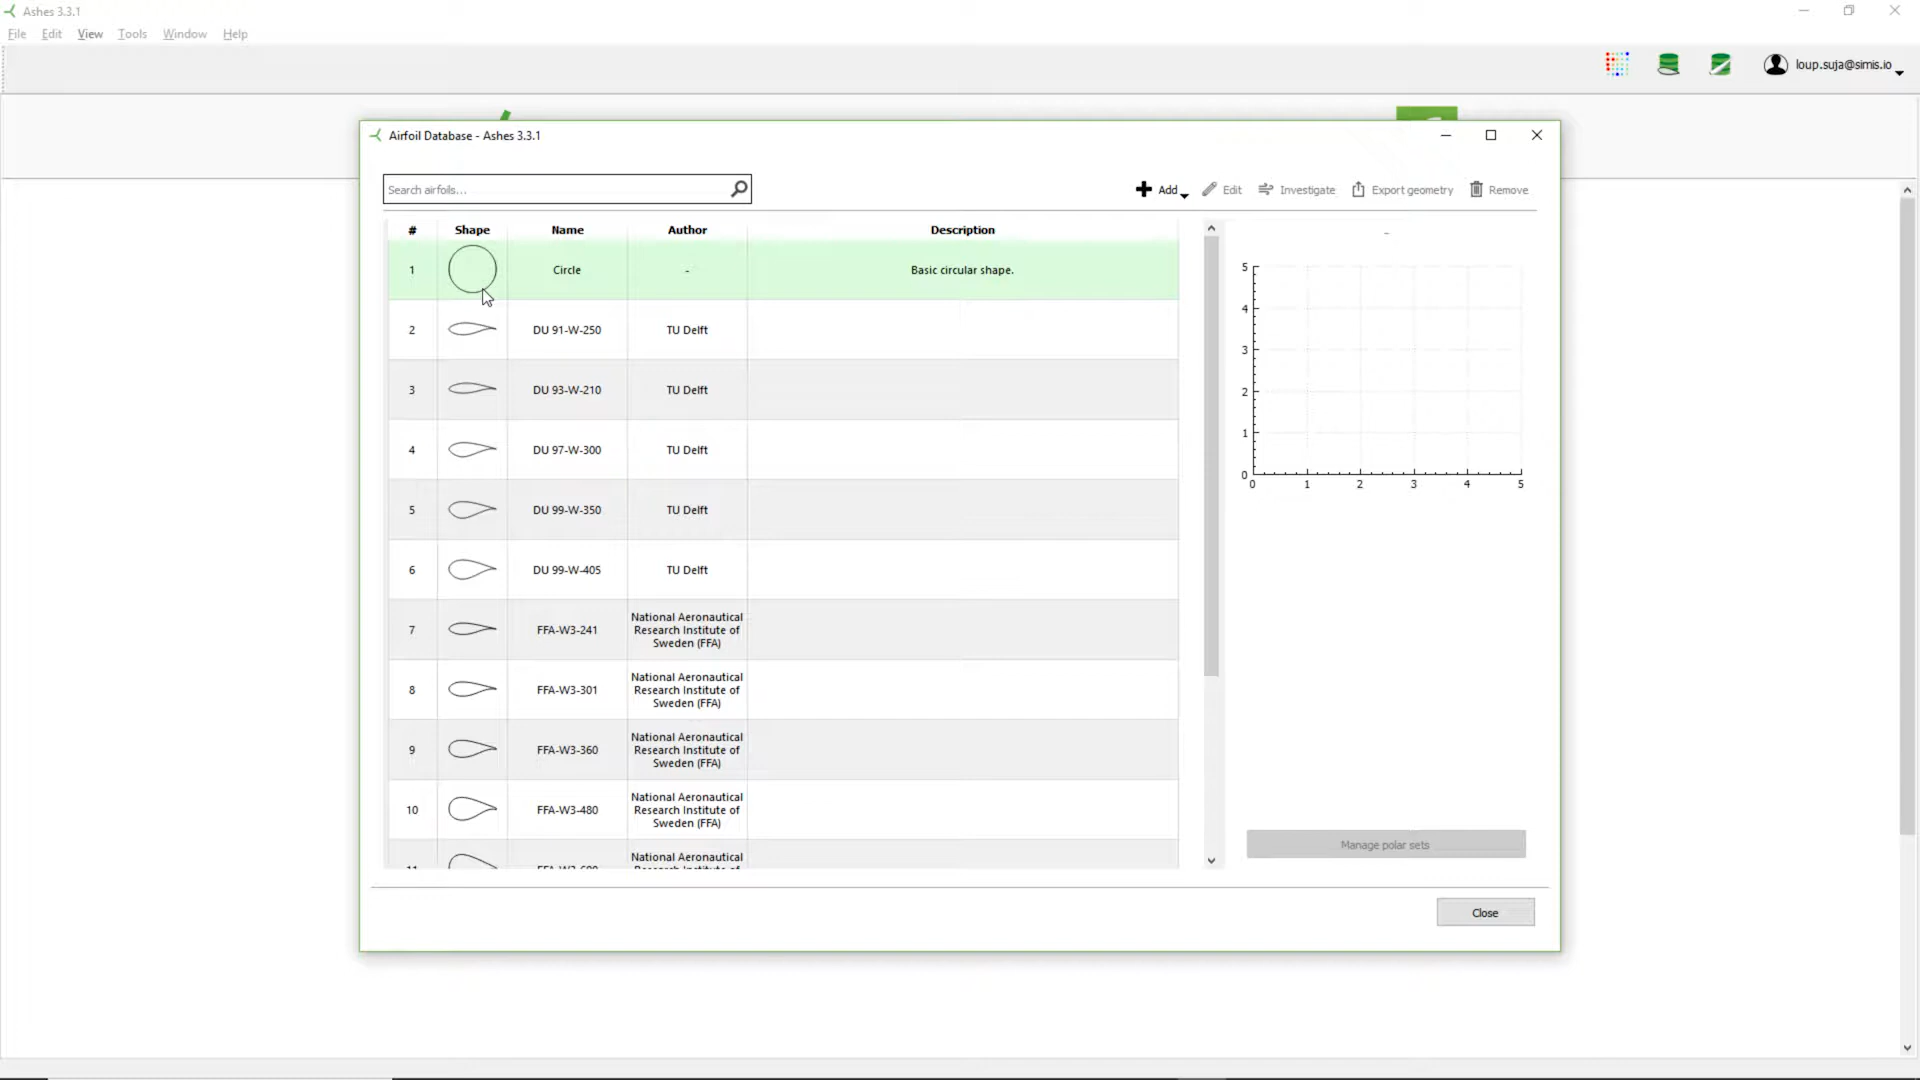 Ashes 3.3.1
File Edit View Tools Window Help
loup.suja@simis.io
Airfoil Database - Ashes 3.3.1
Search airfoils...
Add Edit Investigate Export geometry Remove
# Shape Name Author Description
1 Circle - Basic circular shape.
2 DU 91-W-250 TU Delft
3 DU 93-W-210 TU Delft
4 DU 97-W-300 TU Delft
5 DU 99-W-350 TU Delft
6 DU 99-W-405 TU Delft
7 FFA-W3-241 National Aeronautical
Research Institute of
Sweden (FFA)
8 FFA-W3-301 National Aeronautical
Research Institute of
Sweden (FFA)
9 FFA-W3-360 National Aeronautical
Research Institute of
Sweden (FFA)
10 FFA-W3-480 National Aeronautical
Research Institute of
Sweden (FFA)
National Aeronautical
-
5
4
3
2
1
0
0 1 2 3 4 5
Manage polar sets
Close